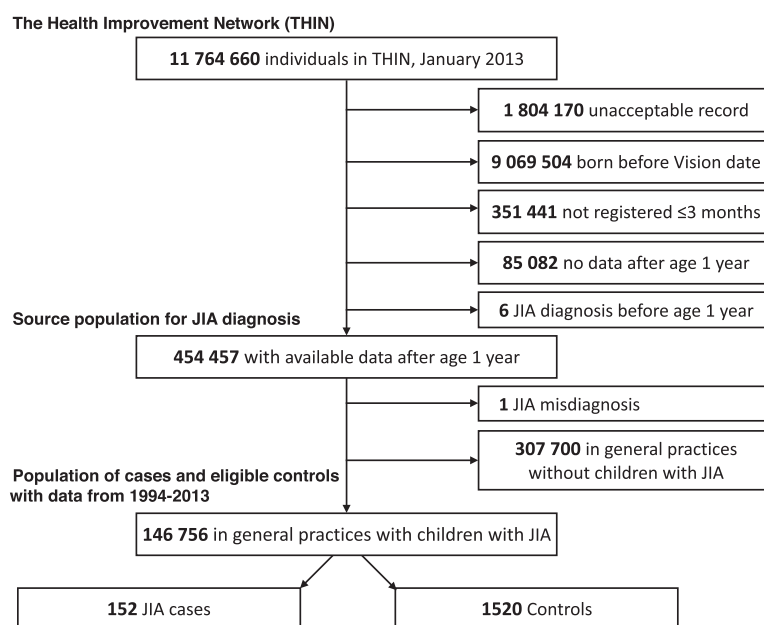 The Health Improvement Network (THIN)
11 764 660 individuals in THIN, January 2013
1 804 170 unacceptable record
9 069 504 born before Vision date
351 441 not registered ≤3 months
85 082 no data after age 1 year
6 JIA diagnosis before age 1 year
Source population for JIA diagnosis
454 457 with available data after age 1 year
1 JIA misdiagnosis
307 700 in general practices
without children with JIA
Population of cases and eligible controls
with data from 1994-2013
146 756 in general practices with children with JIA
152 JIA cases
1520 Controls